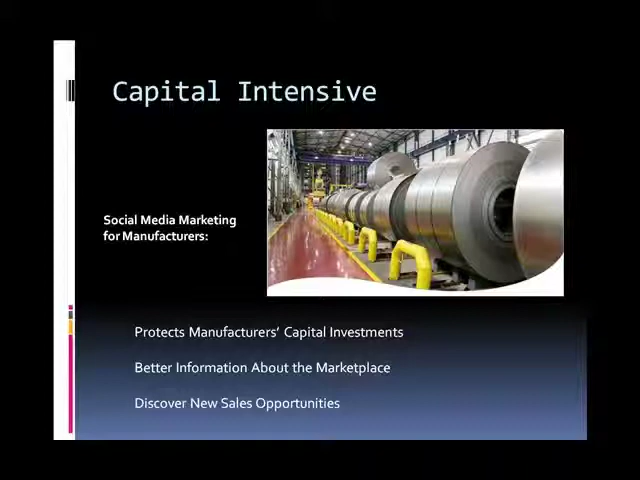 Capital Intensive
Social Media Marketing
for Manufacturers:
Protects Manufacturers’ Capital Investments
Better Information About the Marketplace
Discover New Sales Opportunities